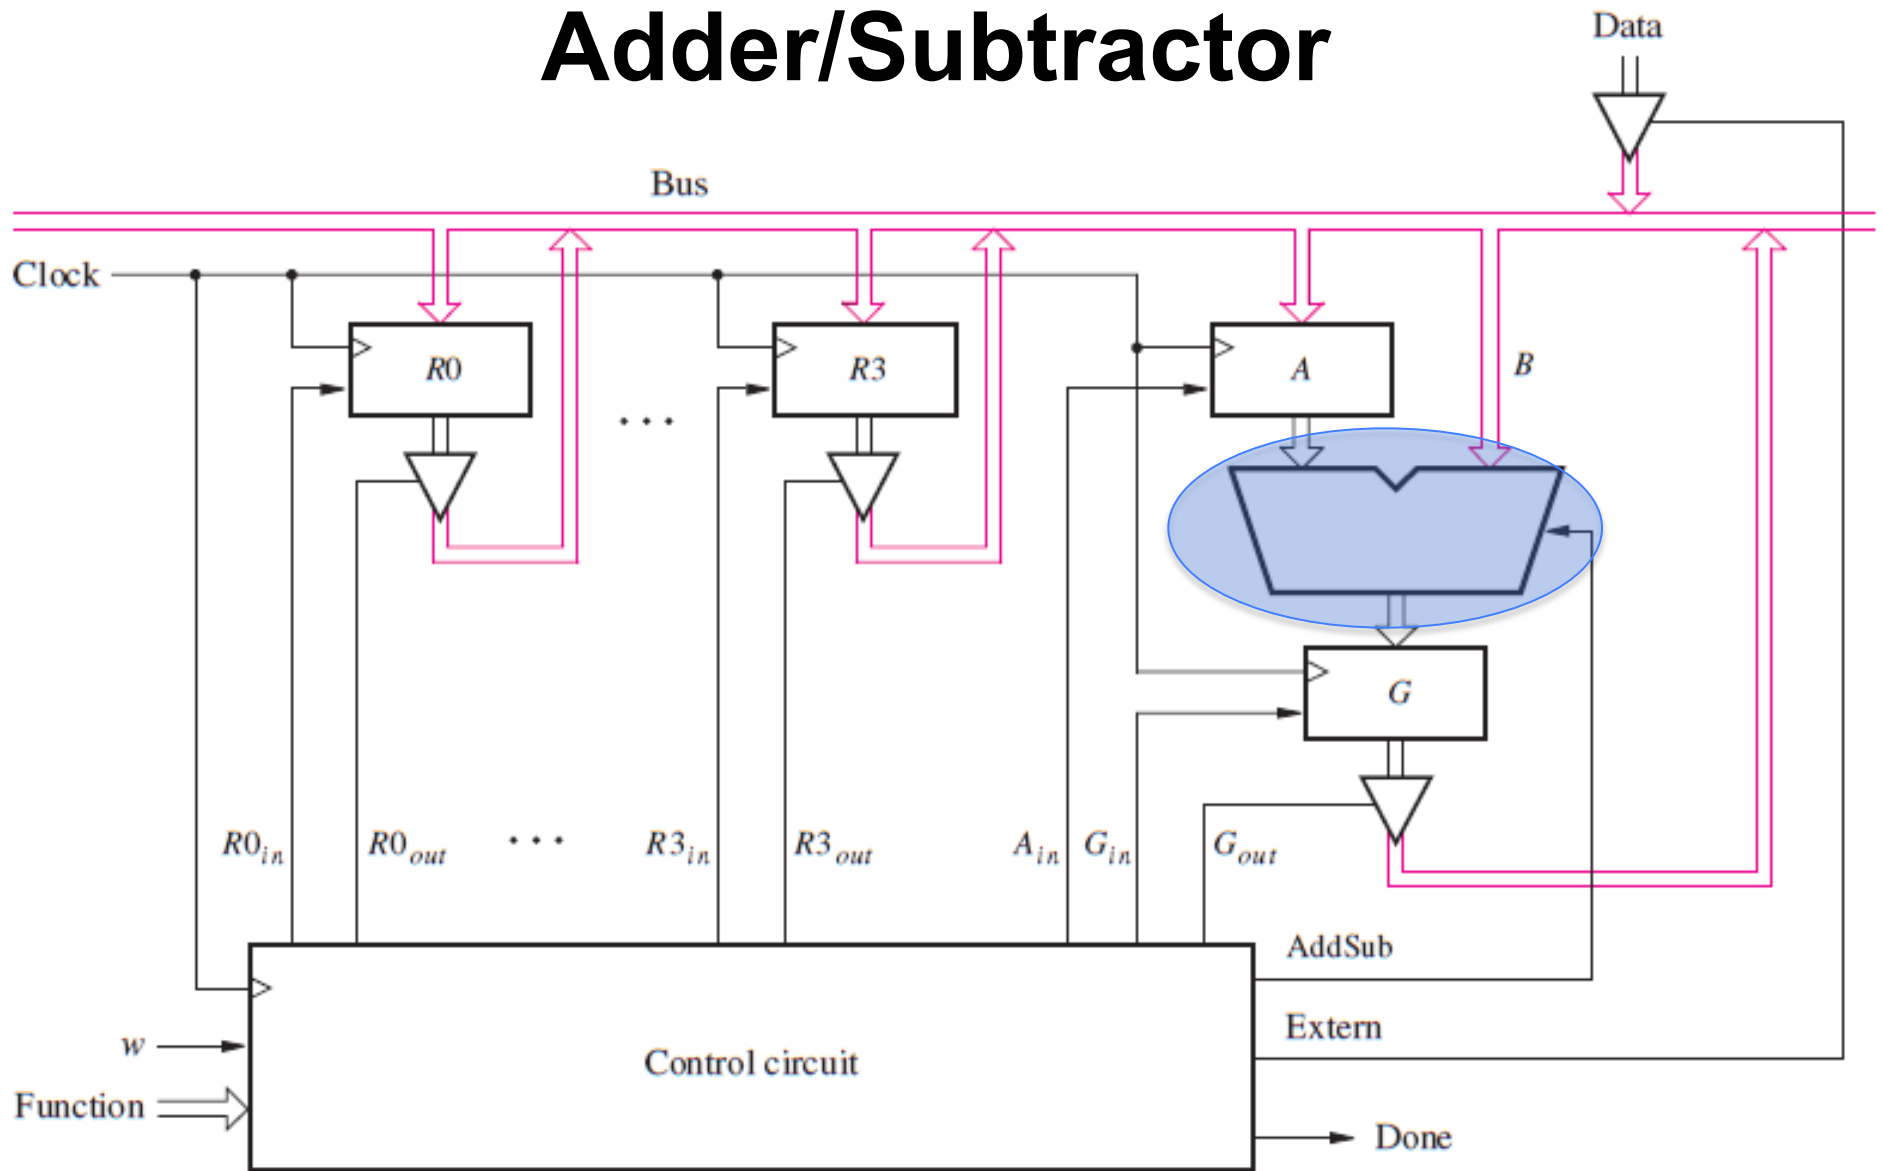 Adder/Subtractor
Data
Bus
Clock
R0
R3
A
B
...
G
R0in
R0out
...
R3in
R3out
Ain
Gin
Gout
AddSub
Extern
w
Control circuit
Function
Done